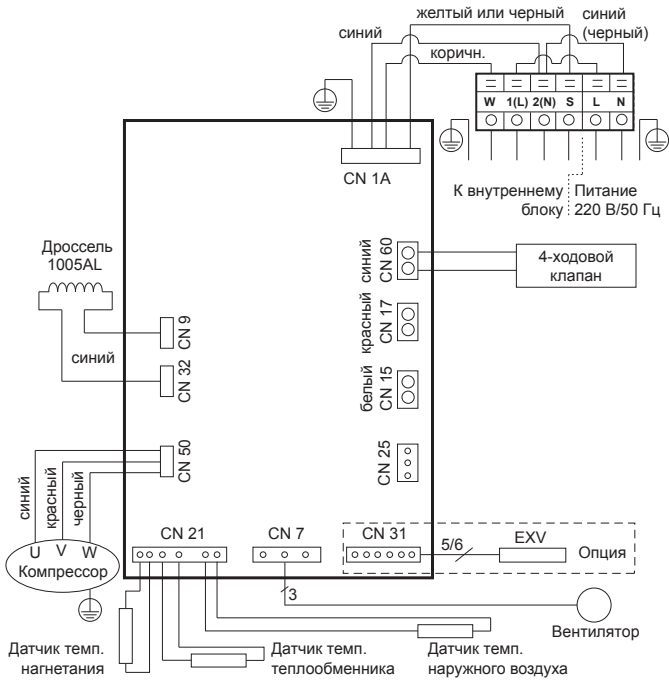 желтый или черный
синий
(черный)
синий
коричн.
W 1(L) 2(N) S L N
CN 1A
К внутреннему
блоку
Питание
220 В/50 Гц
Дроссель
1005AL
синий
CN 60
4-ходовой
клапан
красный
CN 17
CN 9
синий
CN 32
белый
CN 15
CN 50
CN 25
синий
красный
черный
U V W
Компрессор
CN 21
CN 7
CN 31
5/6
EXV
Опция
3
Вентилятор
Датчик темп.
нагнетания
Датчик темп.
теплообменника
Датчик темп.
наружного воздуха